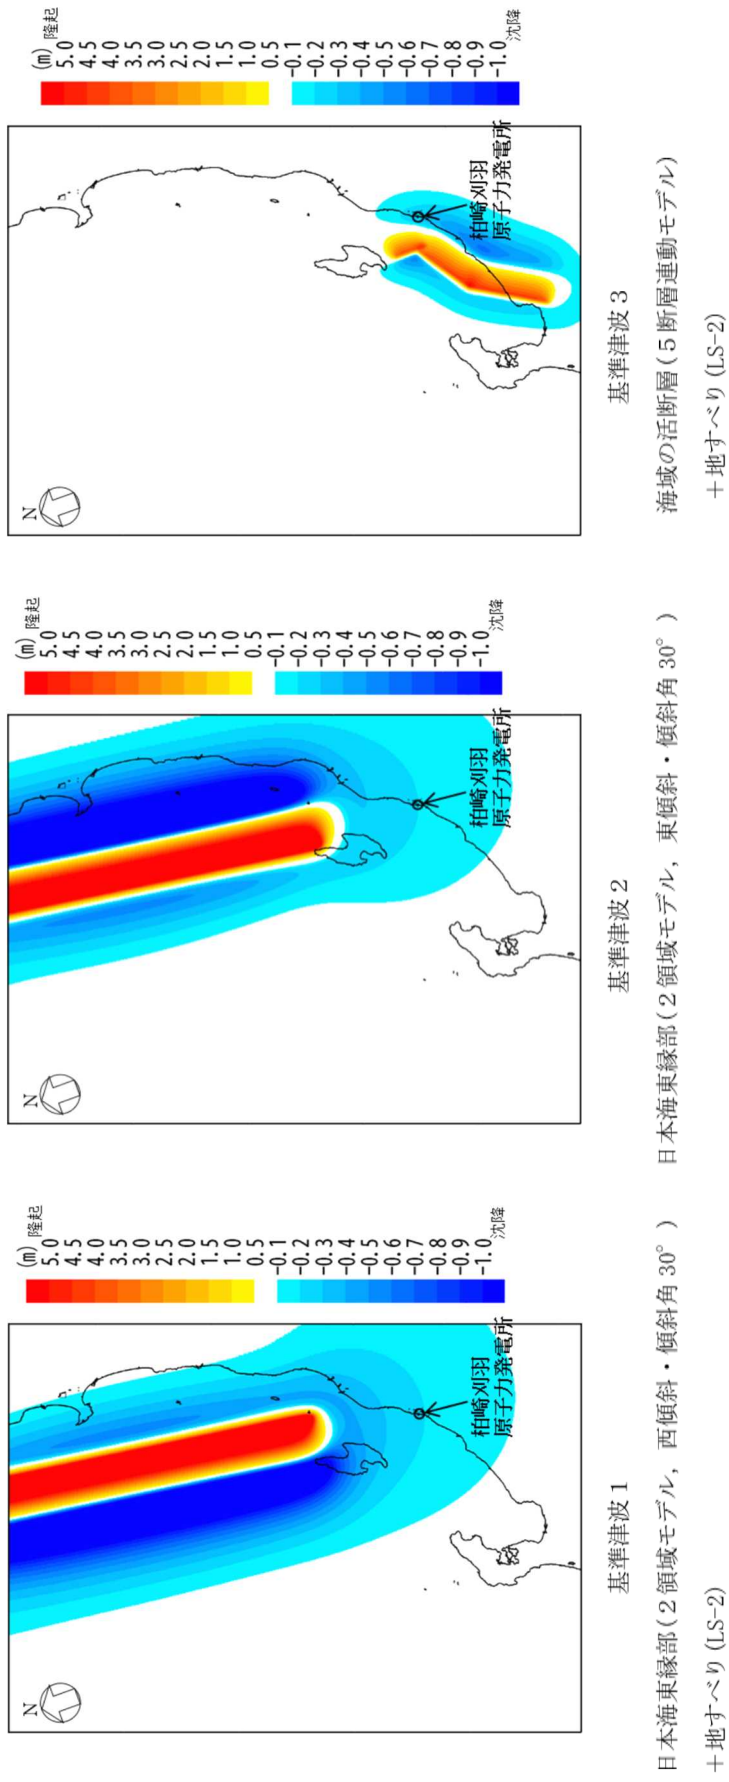 N
(m) 隆起
5.0
4.5
4.0
3.5
3.0
2.5
2.0
1.5
1.0
0.5
-0.1
-0.2
-0.3
-0.4
-0.5
-0.6
-0.7
-0.8
-0.9
-1.0
沈降
柏崎刈羽
原子力発電所
基準津波1
日本海東縁部(2領域モデル, 西傾斜・傾斜角30°)
+地すべり(LS-2)
N
(m) 隆起
5.0
4.5
4.0
3.5
3.0
2.5
2.0
1.5
1.0
0.5
-0.1
-0.2
-0.3
-0.4
-0.5
-0.6
-0.7
-0.8
-0.9
-1.0
沈降
柏崎刈羽
原子力発電所
基準津波2
日本海東縁部(2領域モデル, 東傾斜・傾斜角30°)
N
(m) 隆起
5.0
4.5
4.0
3.5
3.0
2.5
2.0
1.5
1.0
0.5
-0.1
-0.2
-0.3
-0.4
-0.5
-0.6
-0.7
-0.8
-0.9
-1.0
沈降
柏崎刈羽
原子力発電所
基準津波3
海域の活断層(5断層連動モデル)
+地すべり(LS-2)